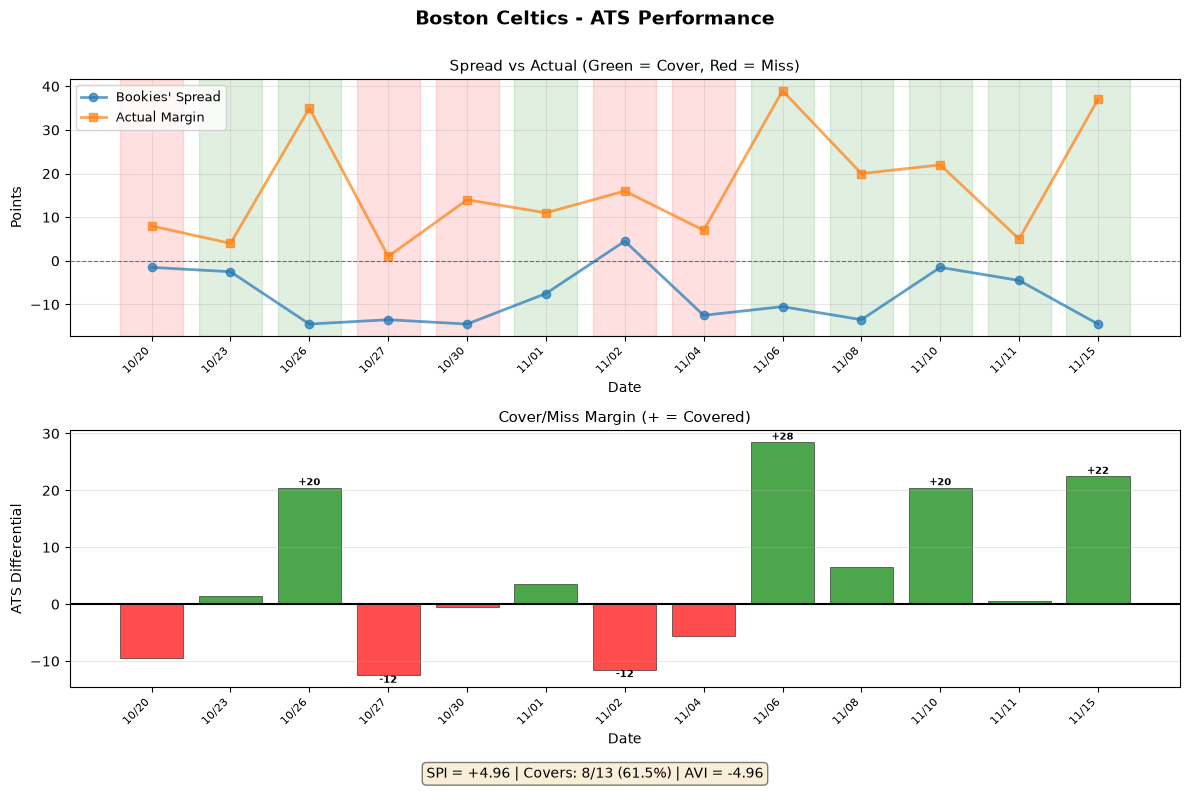 Boston Celtics - ATS Performance
Spread vs Actual (Green = Cover, Red = Miss)
Bookies' Spread
Actual Margin
Points
40
30
20
10
0
−10
10/20 10/23 10/26 10/27 10/30 11/01 11/02 11/04 11/06 11/08 11/10 11/11 11/15
Date
Cover/Miss Margin (+ = Covered)
ATS Differential
30
20
10
0
−10
+20 -12 -12 +28 +20 +22
10/20 10/23 10/26 10/27 10/30 11/01 11/02 11/04 11/06 11/08 11/10 11/11 11/15
Date
SPI = +4.96 | Covers: 8/13 (61.5%) | AVI = -4.96